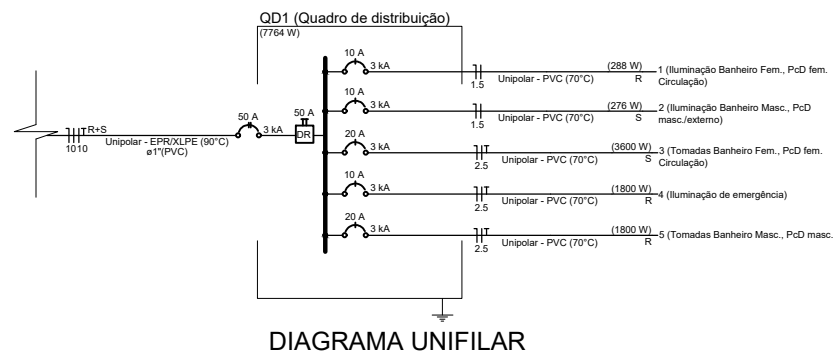 QD1 (Quadro de distribuição)
(7764 W)
10 A
3 kA
1.5
Unipolar - PVC (70°C)
(288 W)
R
1 (Iluminação Banheiro Fem., PcD fem.
Circulação)
10 A
3 kA
1.5
Unipolar - PVC (70°C)
(276 W)
S
2 (Iluminação Banheiro Masc., PcD
masc./externo)
R+S
1010
Unipolar - EPR/XLPE (90°C)
ø1"(PVC)
50 A
3 kA
50 A
DR
20 A
3 kA
2.5
Unipolar - PVC (70°C)
(3600 W)
S
3 (Tomadas Banheiro Fem., PcD fem.
Circulação)
10 A
3 kA
2.5
Unipolar - PVC (70°C)
(1800 W)
R
4 (Iluminação de emergência)
20 A
3 kA
2.5
Unipolar - PVC (70°C)
(1800 W)
R
5 (Tomadas Banheiro Masc., PcD masc.
DIAGRAMA UNIFILAR